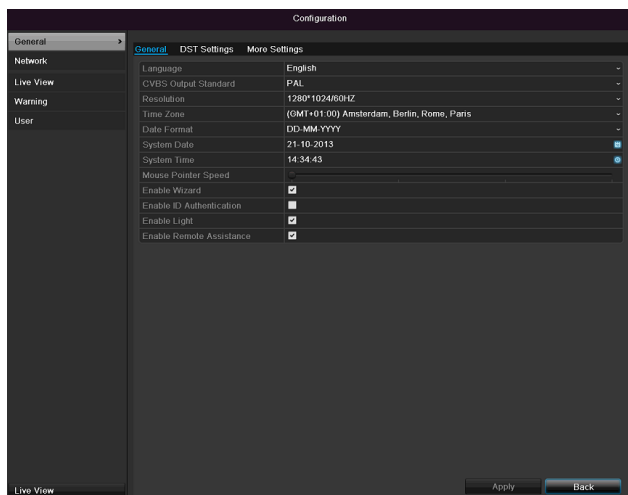 Configuration
General >
Network
Live View
Warning
User
General DST Settings More Settings
Language English
CVBS Output Standard PAL
Resolution 1280*1024/60HZ
Time Zone (GMT+01:00) Amsterdam, Berlin, Rome, Paris
Date Format DD-MM-YYYY
System Date 21-10-2013
System Time 14:34:43
Mouse Pointer Speed
Enable Wizard
Enable ID Authentication
Enable Light
Enable Remote Assistance
Live View
Apply Back